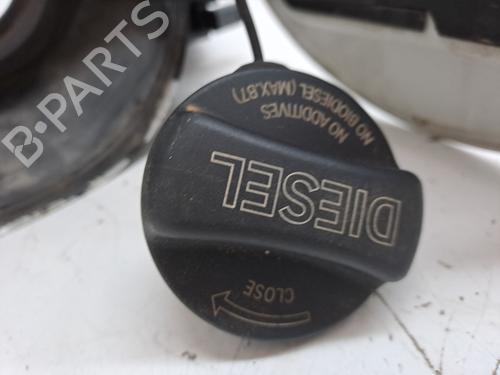 NO ADDITIVES
NO BIODIESEL (MAX.B7)
DIESEL
CLOSE
B-PARTS